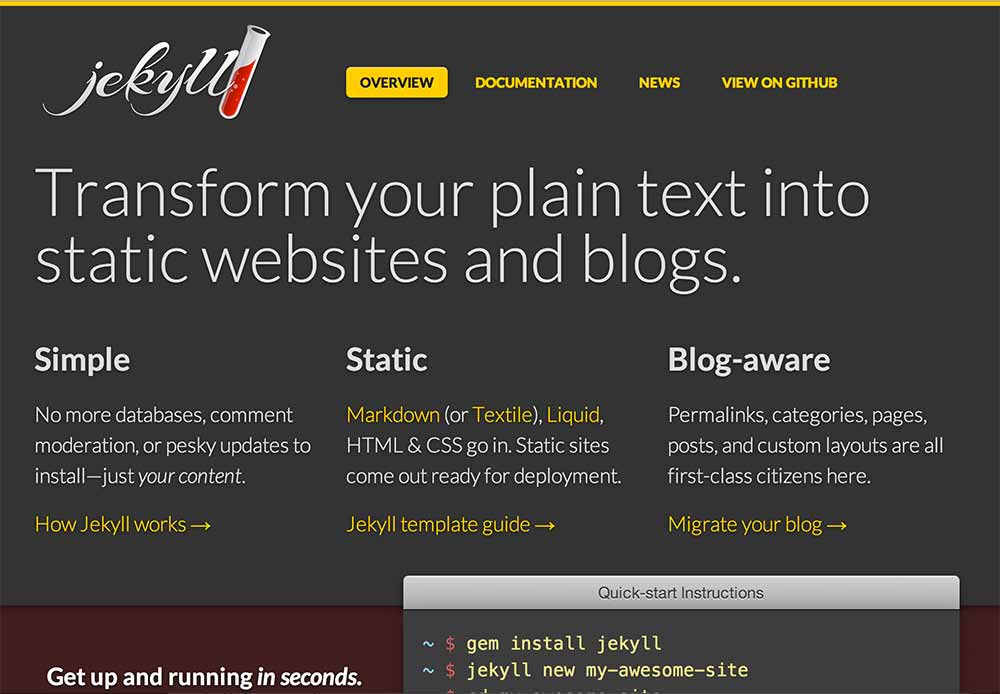 jekyll
OVERVIEW DOCUMENTATION NEWS VIEW ON GITHUB
Transform your plain text into
static websites and blogs.
Simple
No more databases, comment
moderation, or pesky updates to
install—just your content.
How Jekyll works →
Static
Markdown (or Textile), Liquid,
HTML & CSS go in. Static sites
come out ready for deployment.
Jekyll template guide →
Blog-aware
Permalinks, categories, pages,
posts, and custom layouts are all
first-class citizens here.
Migrate your blog →
Get up and running in seconds.
Quick-start Instructions
~ $ gem install jekyll
~ $ jekyll new my-awesome-site